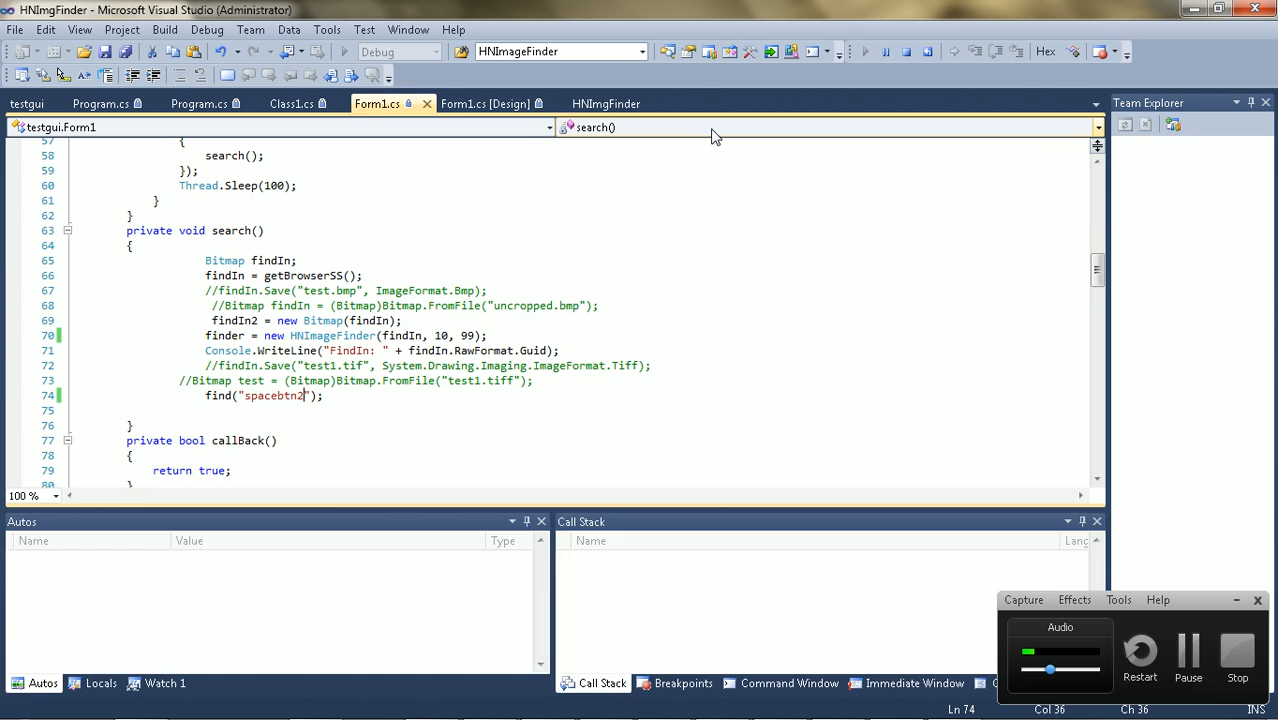 HNImgFinder - Microsoft Visual Studio (Administrator)
File Edit View Project Build Debug Team Data Tools Test Window Help
Debug HNImageFinder Hex
testgui Program.cs Program.cs Class1.cs Form1.cs Form1.cs [Design] HNImgFinder
testgui.Form1 search()
57 {
58 search();
59 });
60 Thread.Sleep(100);
61 }
62 }
63 private void search()
64 {
65 Bitmap findIn;
66 findIn = getBrowserSS();
67 //findIn.Save("test.bmp", ImageFormat.Bmp);
68 //Bitmap findIn = (Bitmap)Bitmap.FromFile("uncropped.bmp");
69 findIn2 = new Bitmap(findIn);
70 finder = new HNImageFinder(findIn, 10, 99);
71 Console.WriteLine("FindIn: " + findIn.RawFormat.Guid);
72 //findIn.Save("test1.tif", System.Drawing.Imaging.ImageFormat.Tiff);
73 //Bitmap test = (Bitmap)Bitmap.FromFile("test1.tiff");
74 find("spacebtn2");
75
76 }
77 private bool callBack()
78 {
79 return true;
80 }
100 %
Team Explorer
Autos
Name Value Type
Call Stack
Name Lang
Autos Locals Watch 1
Call Stack Breakpoints Command Window Immediate Window
Capture Effects Tools Help
Audio
Restart Pause Stop
Ln 74 Col 36 Ch 36 INS